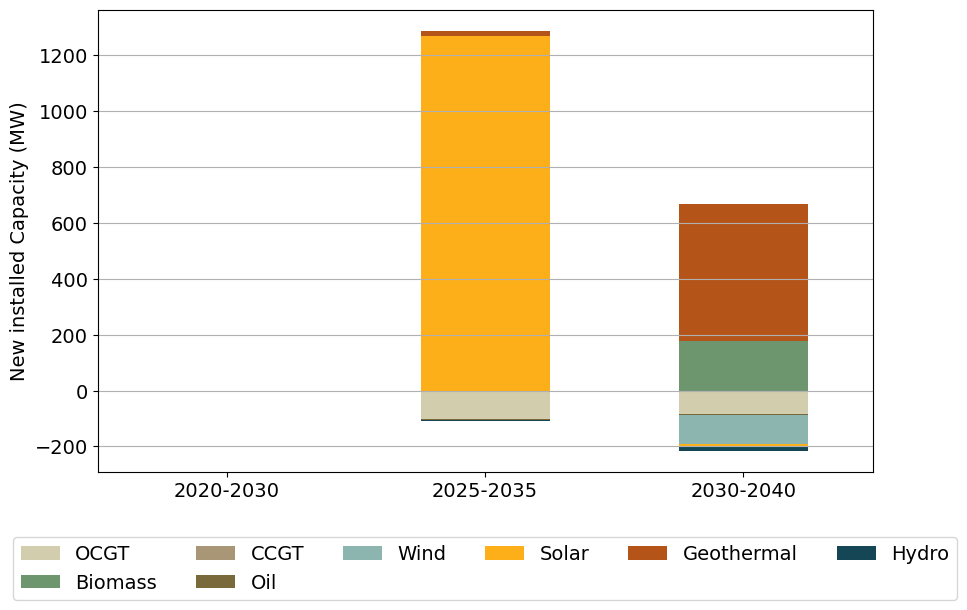 New installed Capacity (MW)
1200
1000
800
600
400
200
0
−200
2020-2030 2025-2035 2030-2040
OCGT CCGT Wind Solar Geothermal Hydro
Biomass Oil